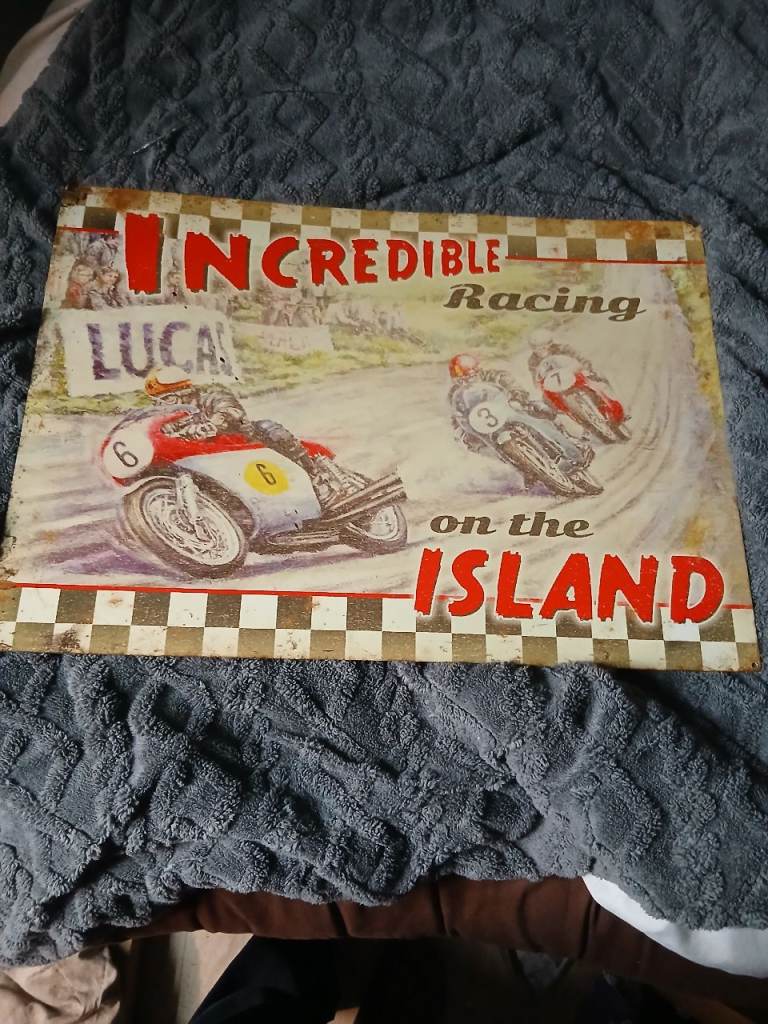 INCREDIBLE
Racing
LUCAS
6
6
3
7
on the
ISLAND